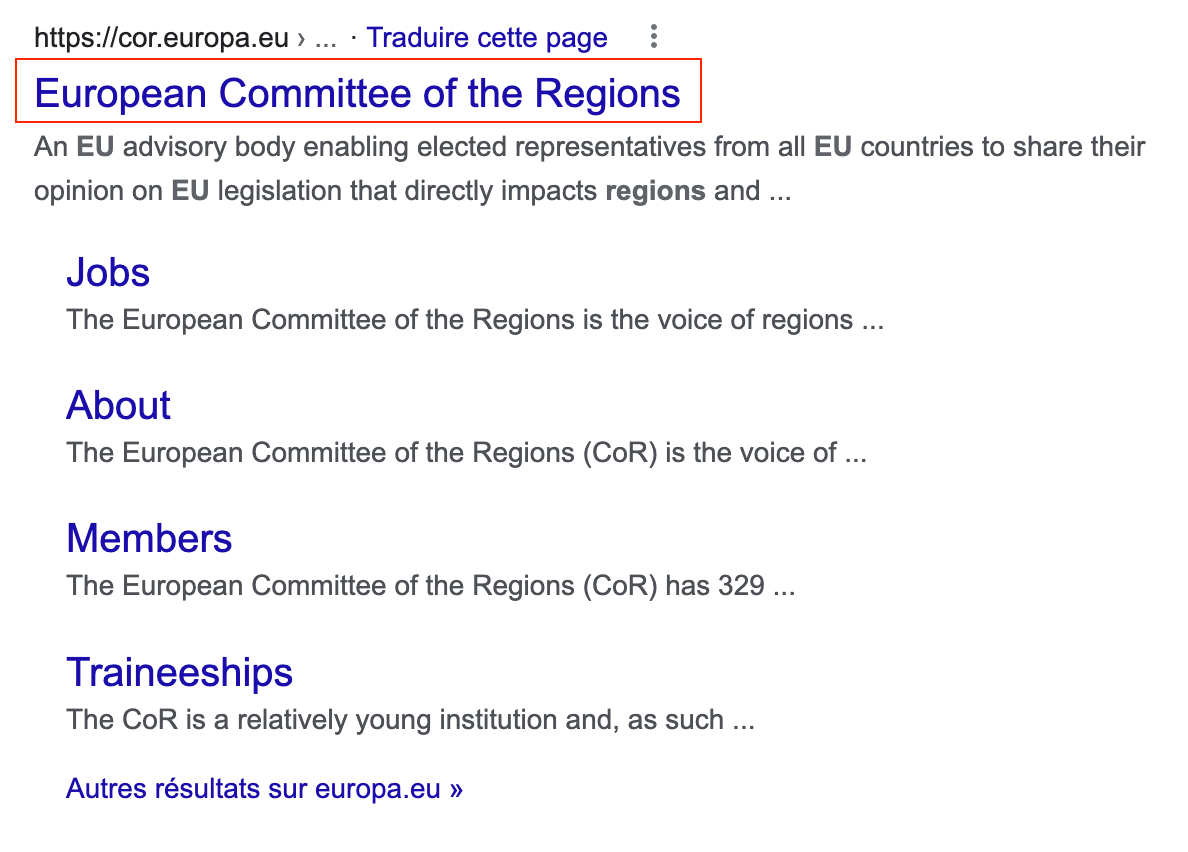 https://cor.europa.eu › ... · Traduire cette page
European Committee of the Regions
An EU advisory body enabling elected representatives from all EU countries to share their
opinion on EU legislation that directly impacts regions and ...
Jobs
The European Committee of the Regions is the voice of regions ...
About
The European Committee of the Regions (CoR) is the voice of ...
Members
The European Committee of the Regions (CoR) has 329 ...
Traineeships
The CoR is a relatively young institution and, as such ...
Autres résultats sur europa.eu »